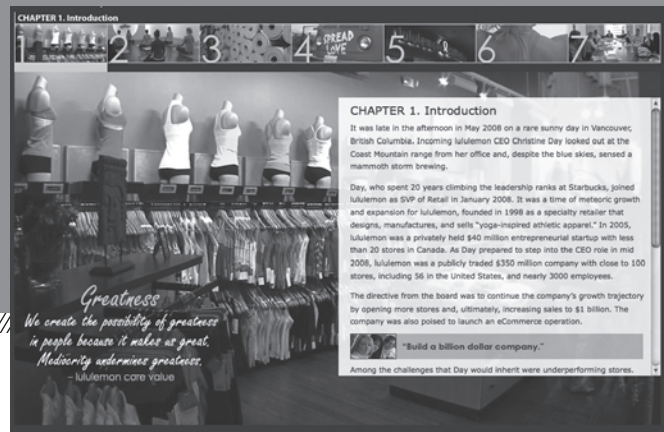 CHAPTER 1. Introduction
1 2 3 4 5 6 7
SPREAD
LOVE
CHAPTER 1. Introduction
It was late in the afternoon in May 2008 on a rare sunny day in Vancouver,
British Columbia. Incoming lululemon CEO Christine Day looked out at the
Coast Mountain range from her office and, despite the blue skies, sensed a
mammoth storm brewing.
Day, who spent 20 years climbing the leadership ranks at Starbucks, joined
lululemon as SVP of Retail in January 2008. It was a time of meteoric growth
and expansion for lululemon, founded in 1998 as a specialty retailer that
designs, manufactures, and sells "yoga-inspired athletic apparel." In 2005,
lululemon was a privately held $40 million entrepreneurial startup with less
than 20 stores in Canada. As Day prepared to step into the CEO role in mid
2008, lululemon was a publicly traded $350 million company with close to 100
stores, including 56 in the United States, and nearly 3000 employees.
The directive from the board was to continue the company's growth trajectory
by opening more stores and, ultimately, increasing sales to $1 billion. The
company was also poised to launch an eCommerce operation.
"Build a billion dollar company."
Among the challenges that Day would inherit were underperforming stores.
Greatness
We create the possibility of greatness
in people because it makes us great.
Mediocrity undermines greatness.
– lululemon core value